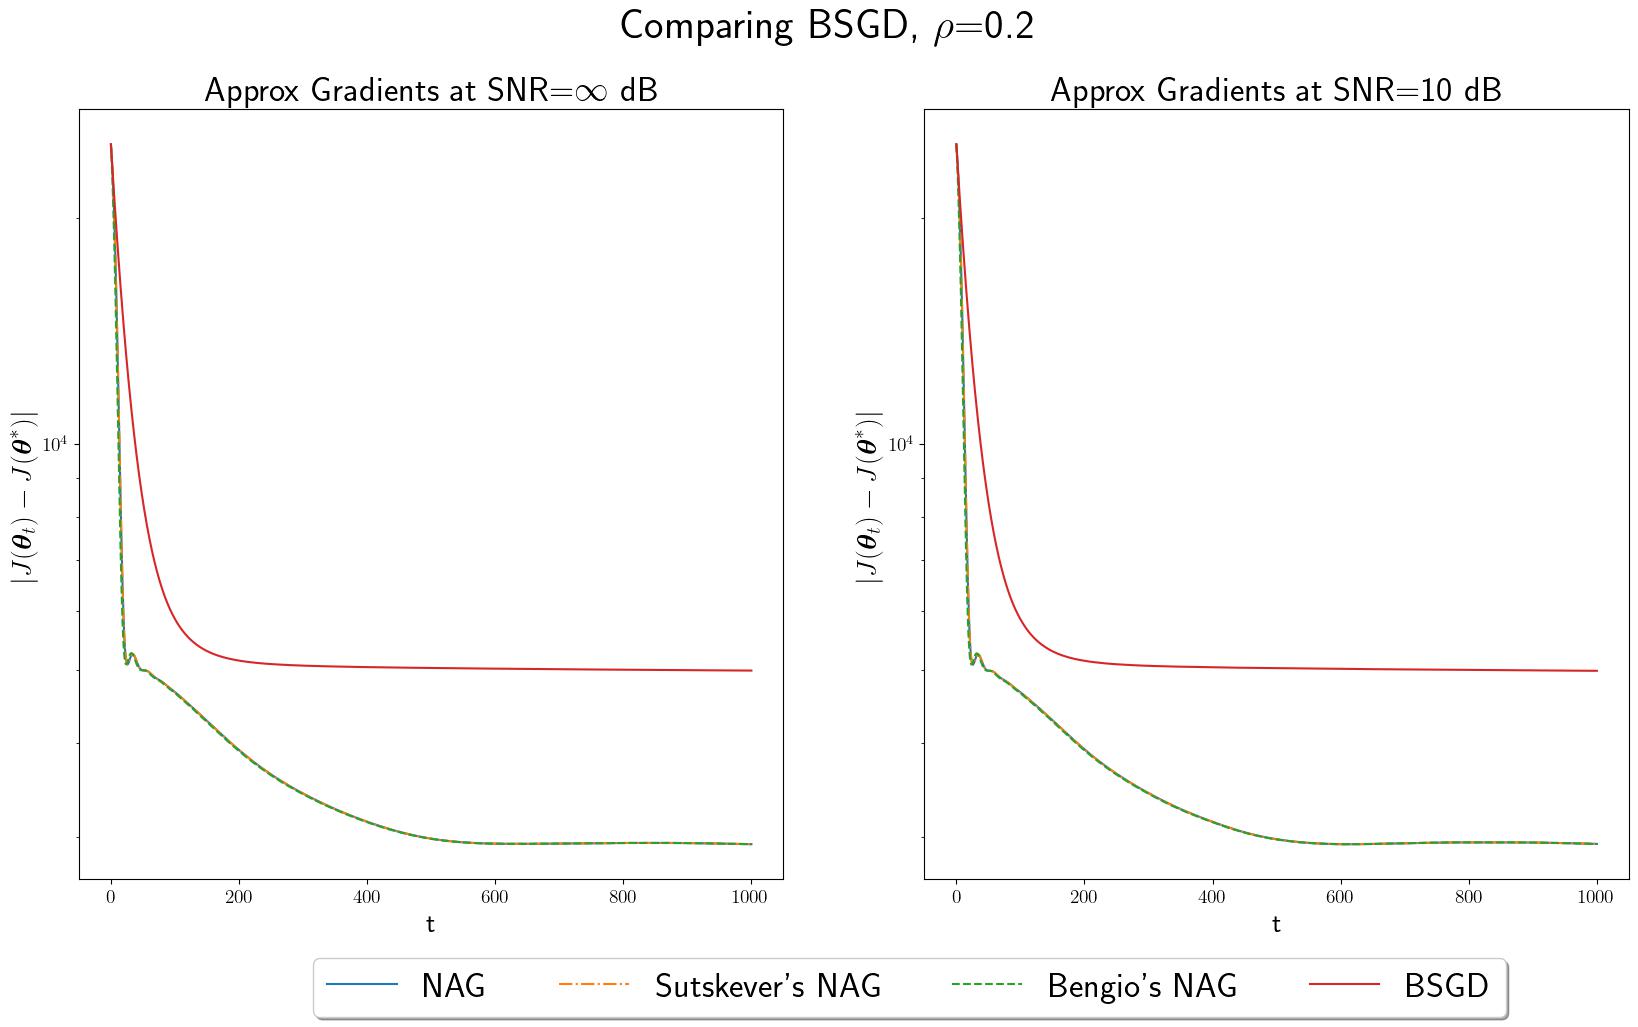 Comparing BSGD, ρ=0.2
Approx Gradients at SNR=∞ dB
|J(θ_t) − J(θ*)|
10^4
0 200 400 600 800 1000
t
Approx Gradients at SNR=10 dB
|J(θ_t) − J(θ*)|
10^4
0 200 400 600 800 1000
t
NAG Sutskever's NAG Bengio's NAG BSGD